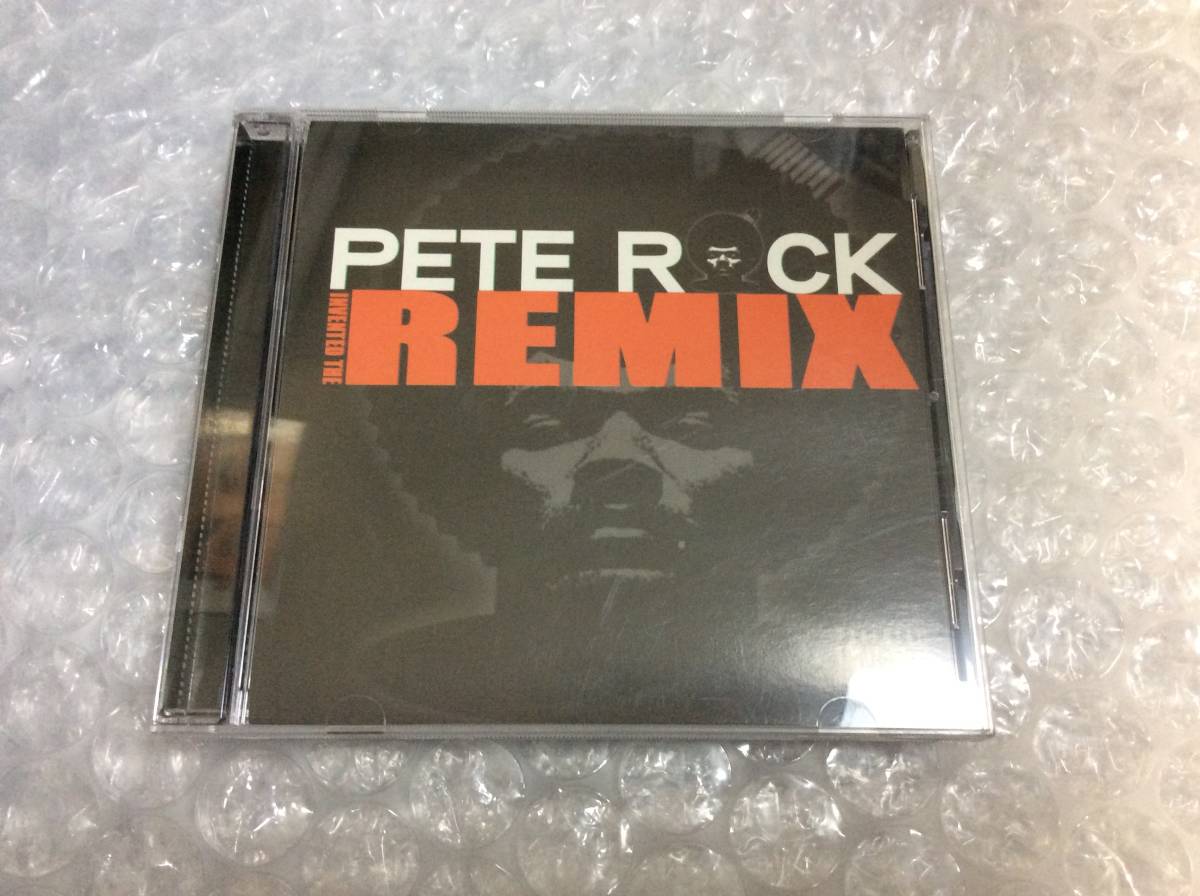 PETE ROCK
INVENTED THE
REMIX